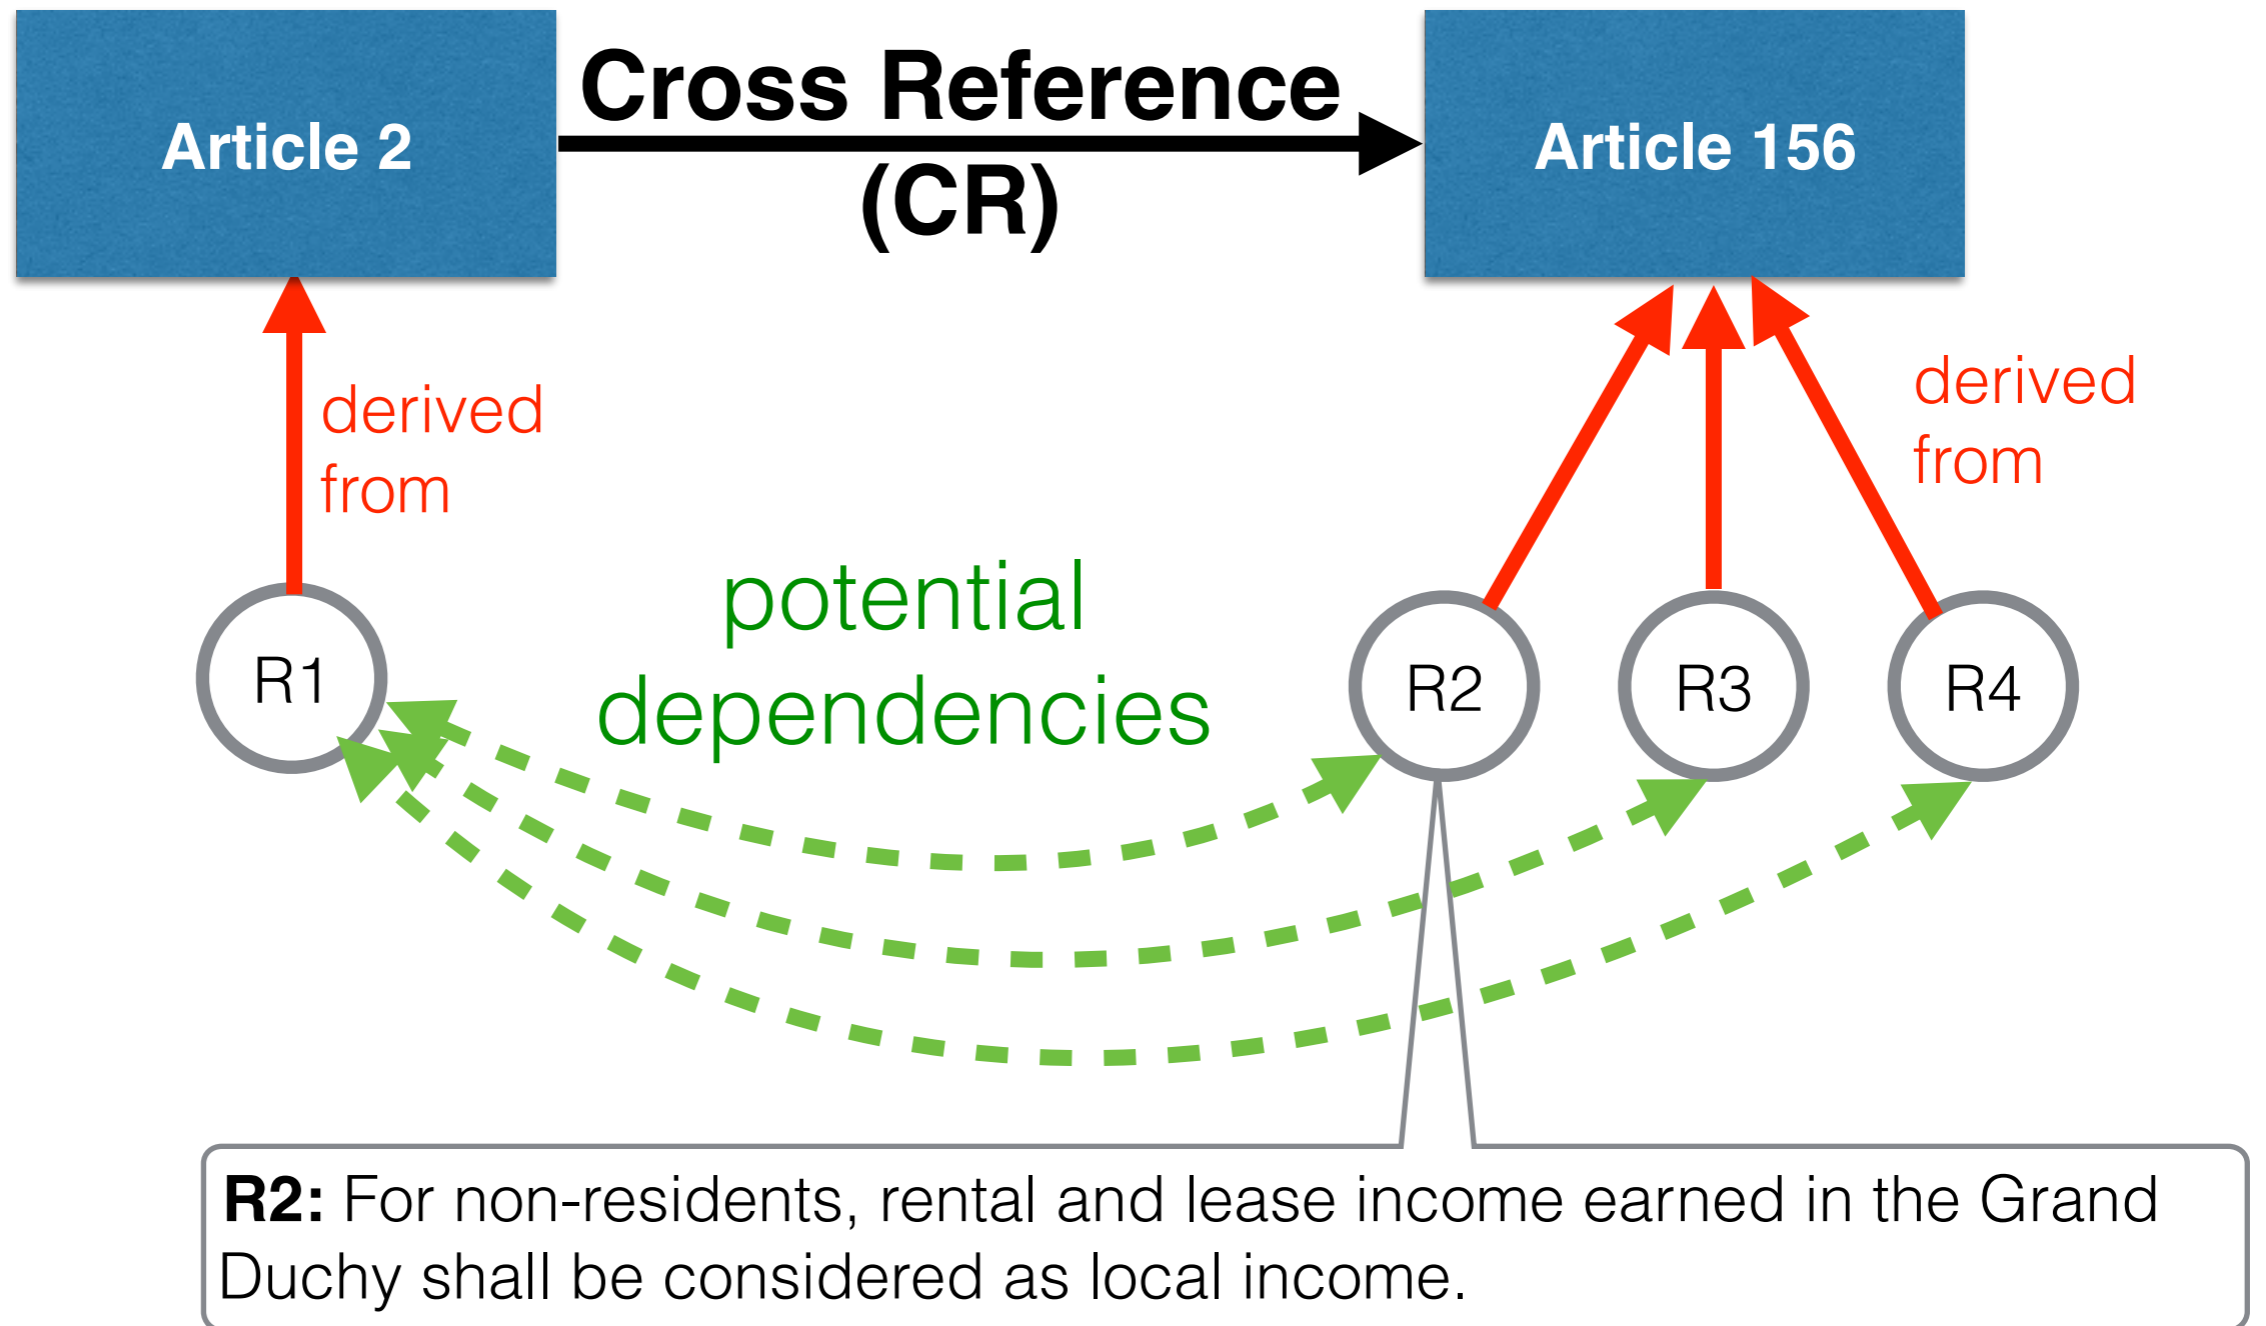 Article 2
Cross Reference
(CR)
Article 156
derived
from
derived
from
potential
dependencies
R1
R2
R3
R4
R2: For non-residents, rental and lease income earned in the Grand
Duchy shall be considered as local income.